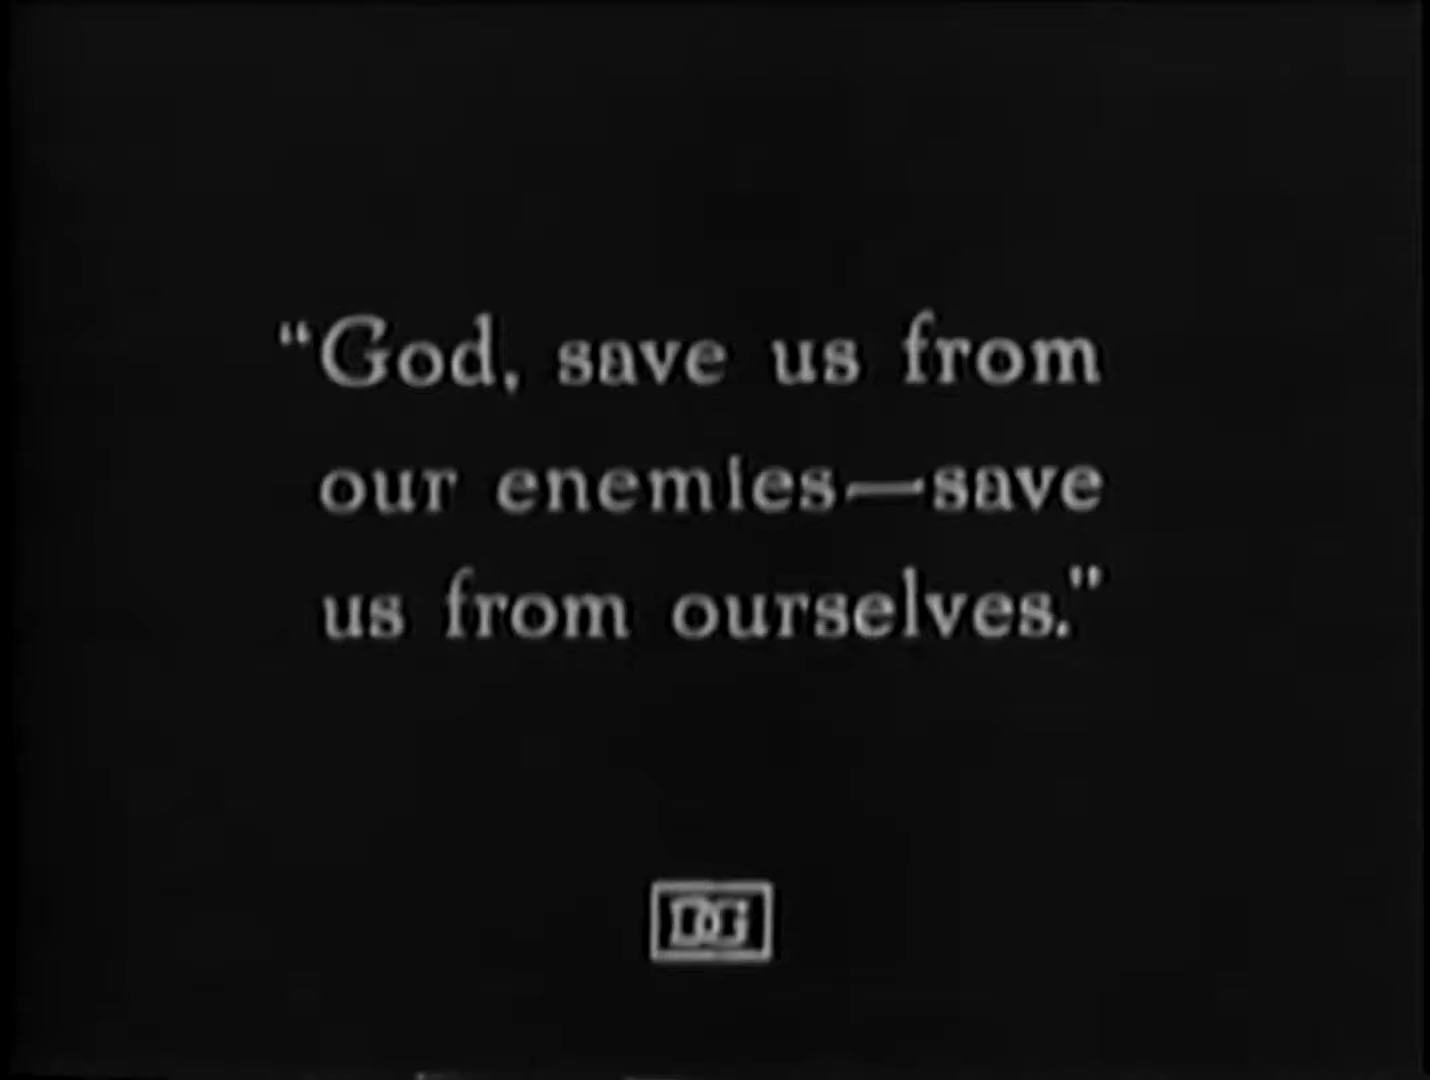 “God, save us from
our enemies—save
us from ourselves.”
DG